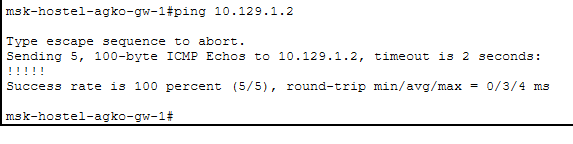 msk-hostel-agko-gw-1#ping 10.129.1.2
Type escape sequence to abort.
Sending 5, 100-byte ICMP Echos to 10.129.1.2, timeout is 2 seconds:
!!!!!
Success rate is 100 percent (5/5), round-trip min/avg/max = 0/3/4 ms
msk-hostel-agko-gw-1#